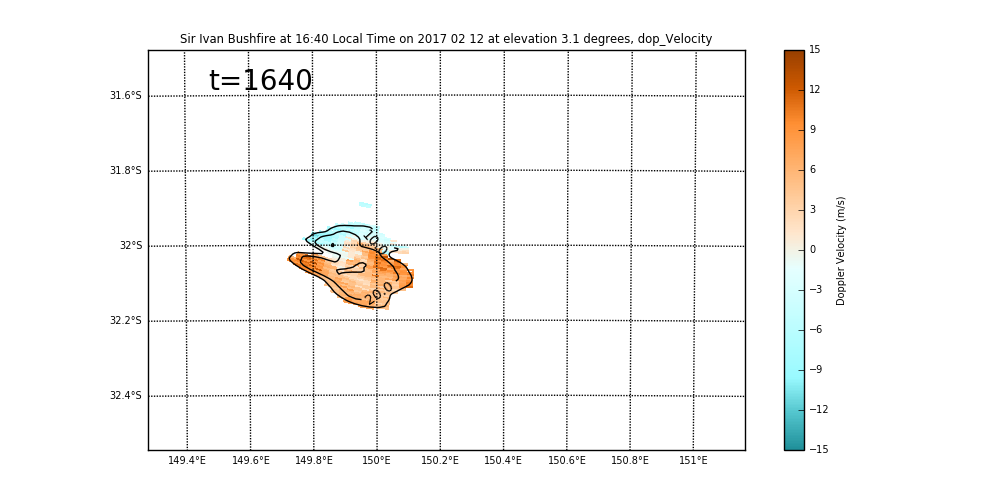 Sir Ivan Bushfire at 16:40 Local Time on 2017 02 12 at elevation 3.1 degrees, dop_Velocity
t=1640
31.6°S
31.8°S
32°S
32.2°S
32.4°S
10.0
20.0
149.4°E 149.6°E 149.8°E 150°E 150.2°E 150.4°E 150.6°E 150.8°E 151°E
15
12
9
6
3
0
−3
−6
−9
−12
−15
Doppler Velocity (m/s)